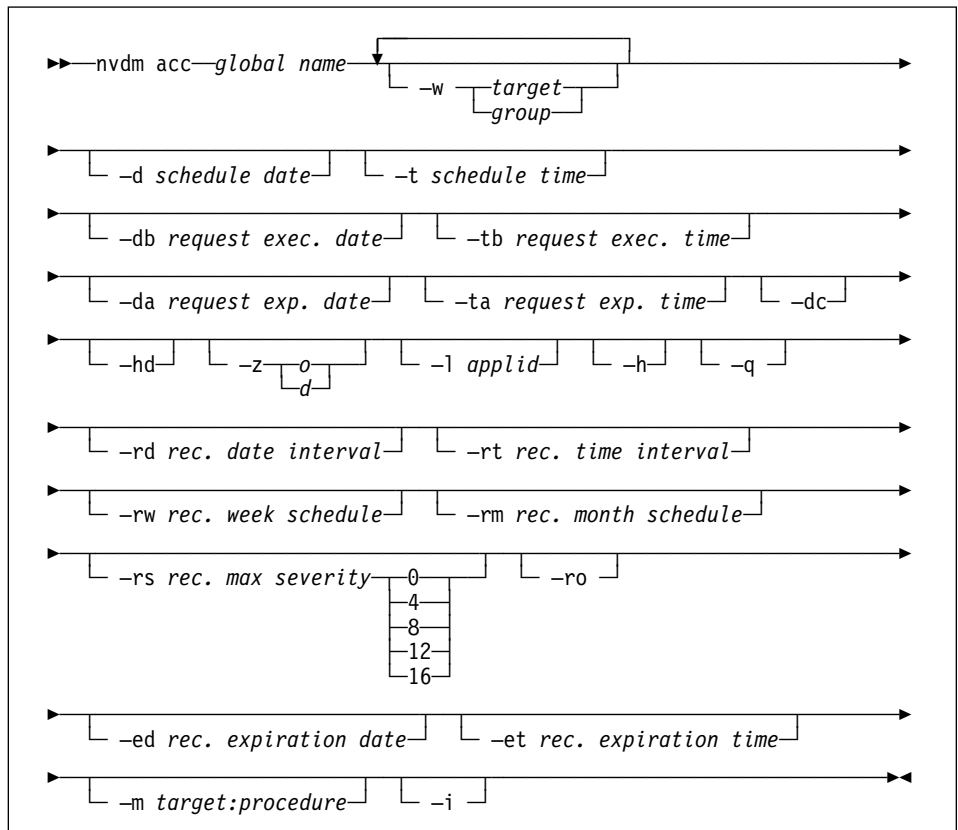 nvdm acc global name
–w target
group
–d schedule date –t schedule time
–db request exec. date –tb request exec. time
–da request exp. date –ta request exp. time –dc
–hd –z o –l applid –h –q
d
–rd rec. date interval –rt rec. time interval
–rw rec. week schedule –rm rec. month schedule
–rs rec. max severity 0 –ro
4
8
12
16
–ed rec. expiration date –et rec. expiration time
–m target:procedure –i